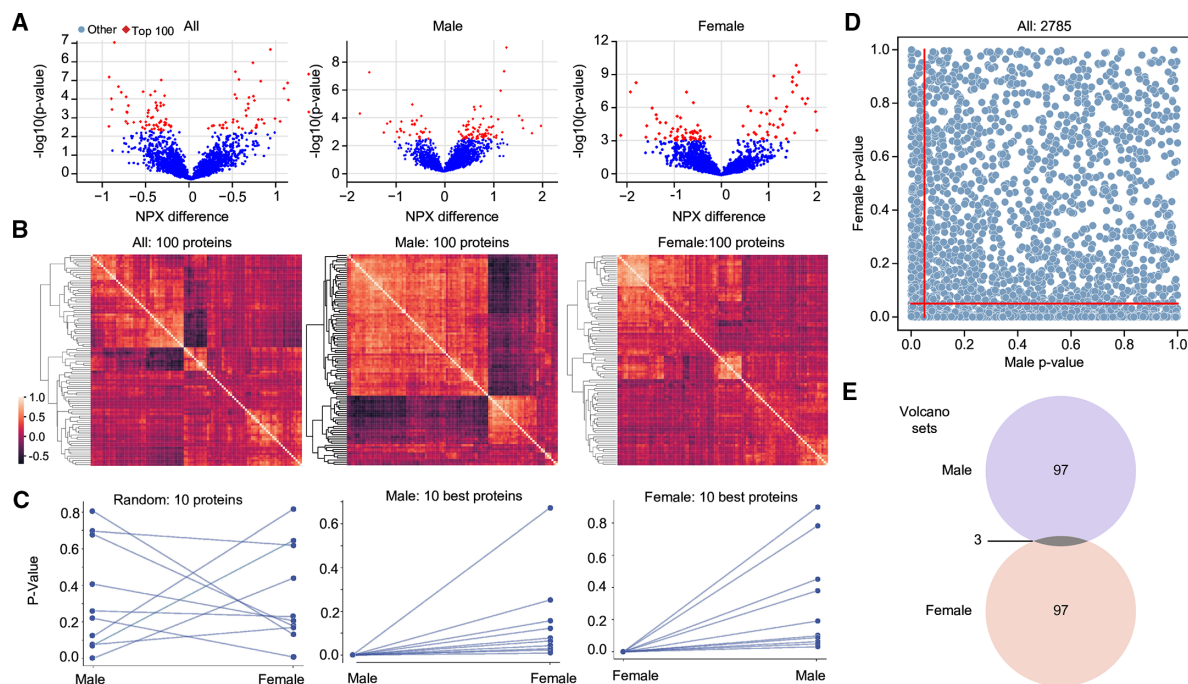 A
Other Top 100
All
Male
Female
-log10(p-value)
7
6
5
4
3
2
1
0
−1
−0.5
0
0.5
1
NPX difference
-log10(p-value)
8
6
4
2
0
−2
−1
0
1
2
NPX difference
-log10(p-value)
12
9
6
3
0
−2
−1
0
1
2
NPX difference
B
All: 100 proteins
Male: 100 proteins
Female:100 proteins
1.0
0.5
0.0
−0.5
C
Random: 10 proteins
P-Value
0.8
0.6
0.4
0.2
0.0
Male Female
Male: 10 best proteins
0.6
0.4
0.2
0.0
Male Female
Female: 10 best proteins
0.8
0.6
0.4
0.2
0.0
Female Male
D
All: 2785
Female p-value
1.0
0.8
0.6
0.4
0.2
0.0
0.0 0.2 0.4 0.6 0.8 1.0
Male p-value
E
Volcano
sets
Male
97
3
Female
97